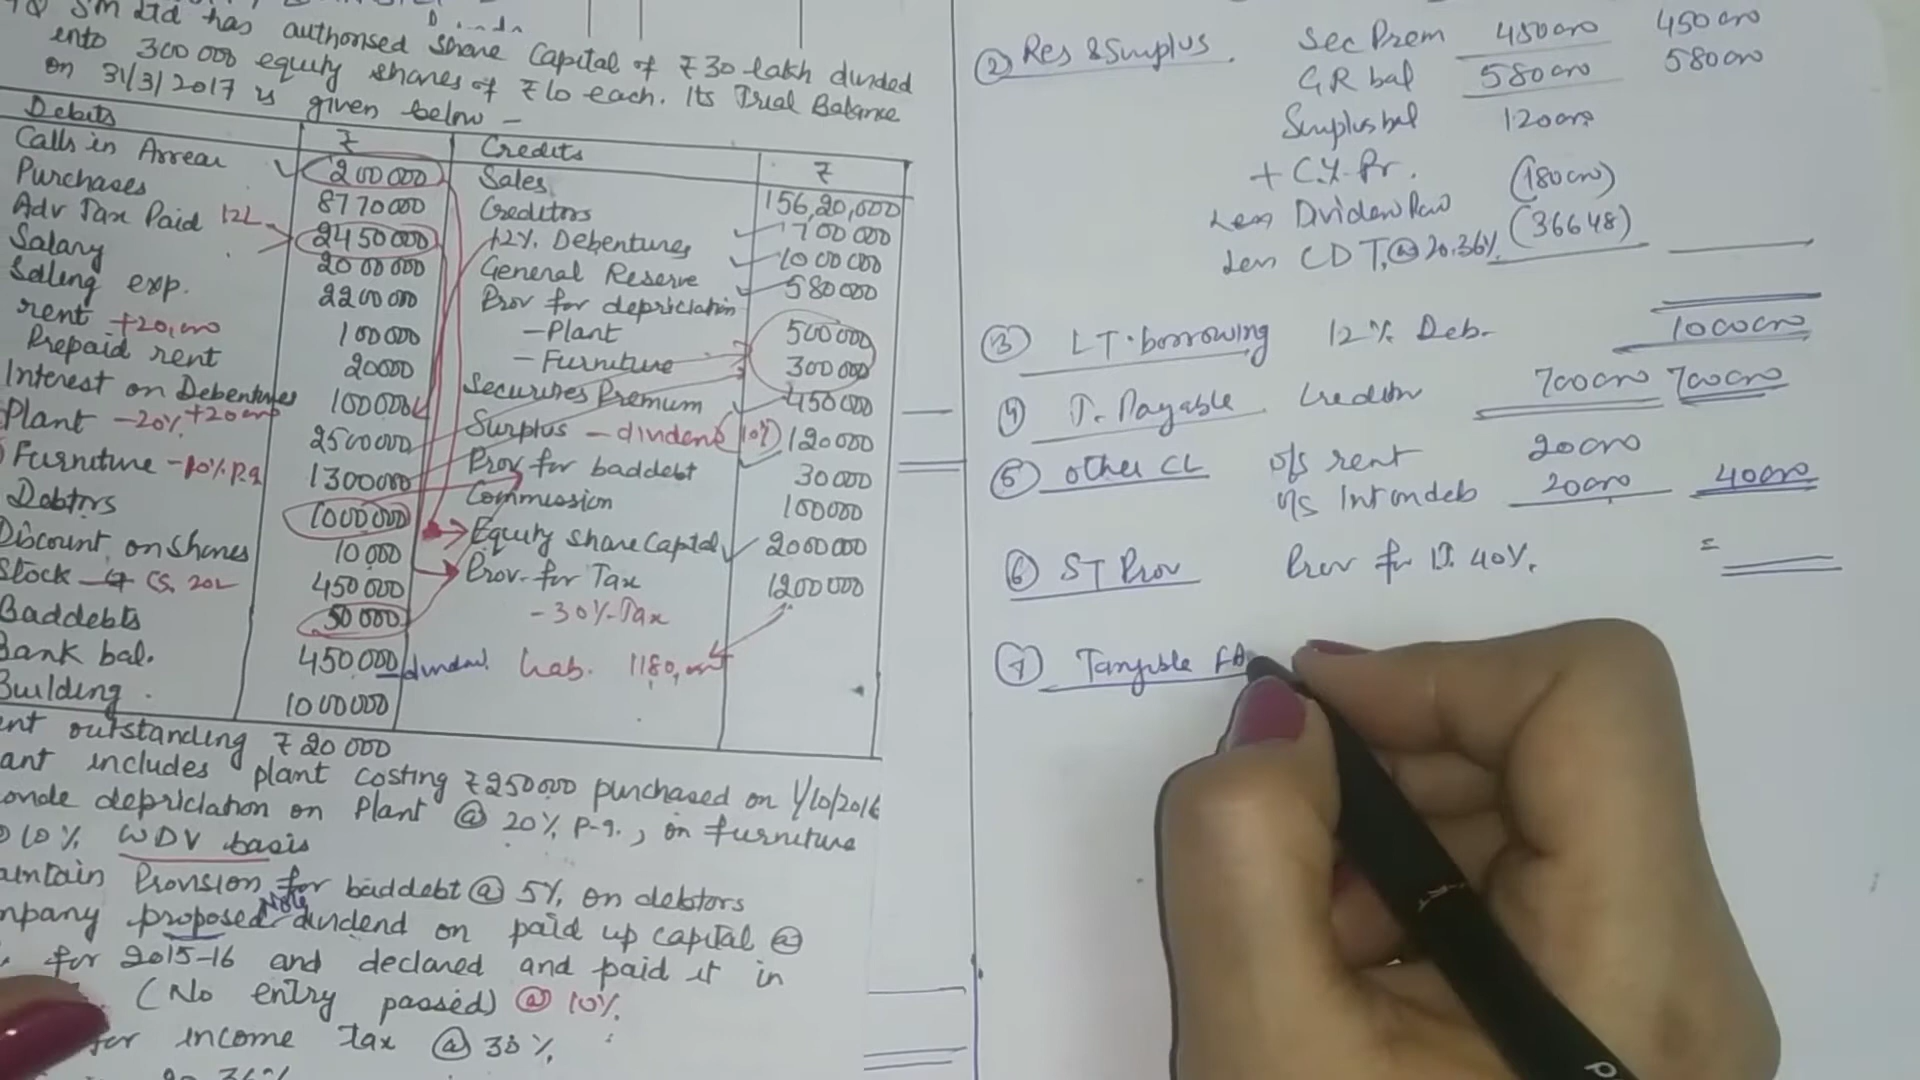 SM Ltd has authorised share Capital of ₹30 lakh divided
into 300000 equity shares of ₹10 each. Its Trial Balance
on 31/3/2017 is given below -
Debits ₹ Credits ₹
Calls in Arrear 200000 Sales 156,20,000
Purchases 8770000 Creditors 700000
Adv Tax Paid 12L 2450000 12% Debentures 1000000
Salary 2000000 General Reserve 580000
Selling exp. 2200000 Prov for depriciation
rent +20,000 100000 - Plant 500000
Prepaid rent 20000 - Furniture 300000
Interest on Debentures +20000 100000 Securities Premum 450000
Plant -20% 2500000 Surplus - dividend 10% 120000
Furniture -10% p.a 1300000 Prov for baddebt 30000
Debtors 1000000 Commission 100000
Discount on shares 10000 Equity share Capital 2000000
Stock CS. 20L 450000 Prov. for Tax 1200000
Baddebts 50000 - 30% Tax
Bank bal. 450000 dividend. liab. 1180,000
Building. 1000000
ent outstanding ₹20000
ant includes plant costing ₹250000 purchased on 1/10/2016
ovide depriciation on Plant @ 20% p.a., on furniture
10% WDV basis
aintain Provision for baddebt @ 5% on debtors
mpany proposed Note dividend on paid up capital @
for 2015-16 and declared and paid it in
(No entry passed) @ 10%.
for income tax @ 30%.
20.36%
② Res & Surplus. Sec Prem 450000 450000
G R bal 580000 580000
Surplus bal 120000
+ C.Y. Pr.
Less Dividend Paid (180000)
Less CDT @ 20.36% (36648)
③ LT. borrowing 12% Deb. 1000000
④ T. Payable Creditors 700000 700000
⑤ other CL o/s rent 20000
o/s Int on deb 20000 40000
⑥ ST Prov Prov for IT. 40%. =
⑦ Tangible FA